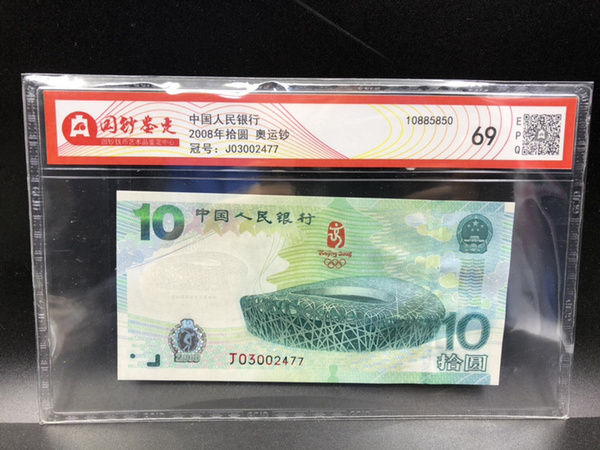 国钞鉴定
国钞钱币艺术品鉴定中心
中国人民银行
2008年拾圆 奥运钞
冠号：J03002477
10885850
69
EPQ
10
中国人民银行
Beijing 2008
2008
J03002477
10
拾圆